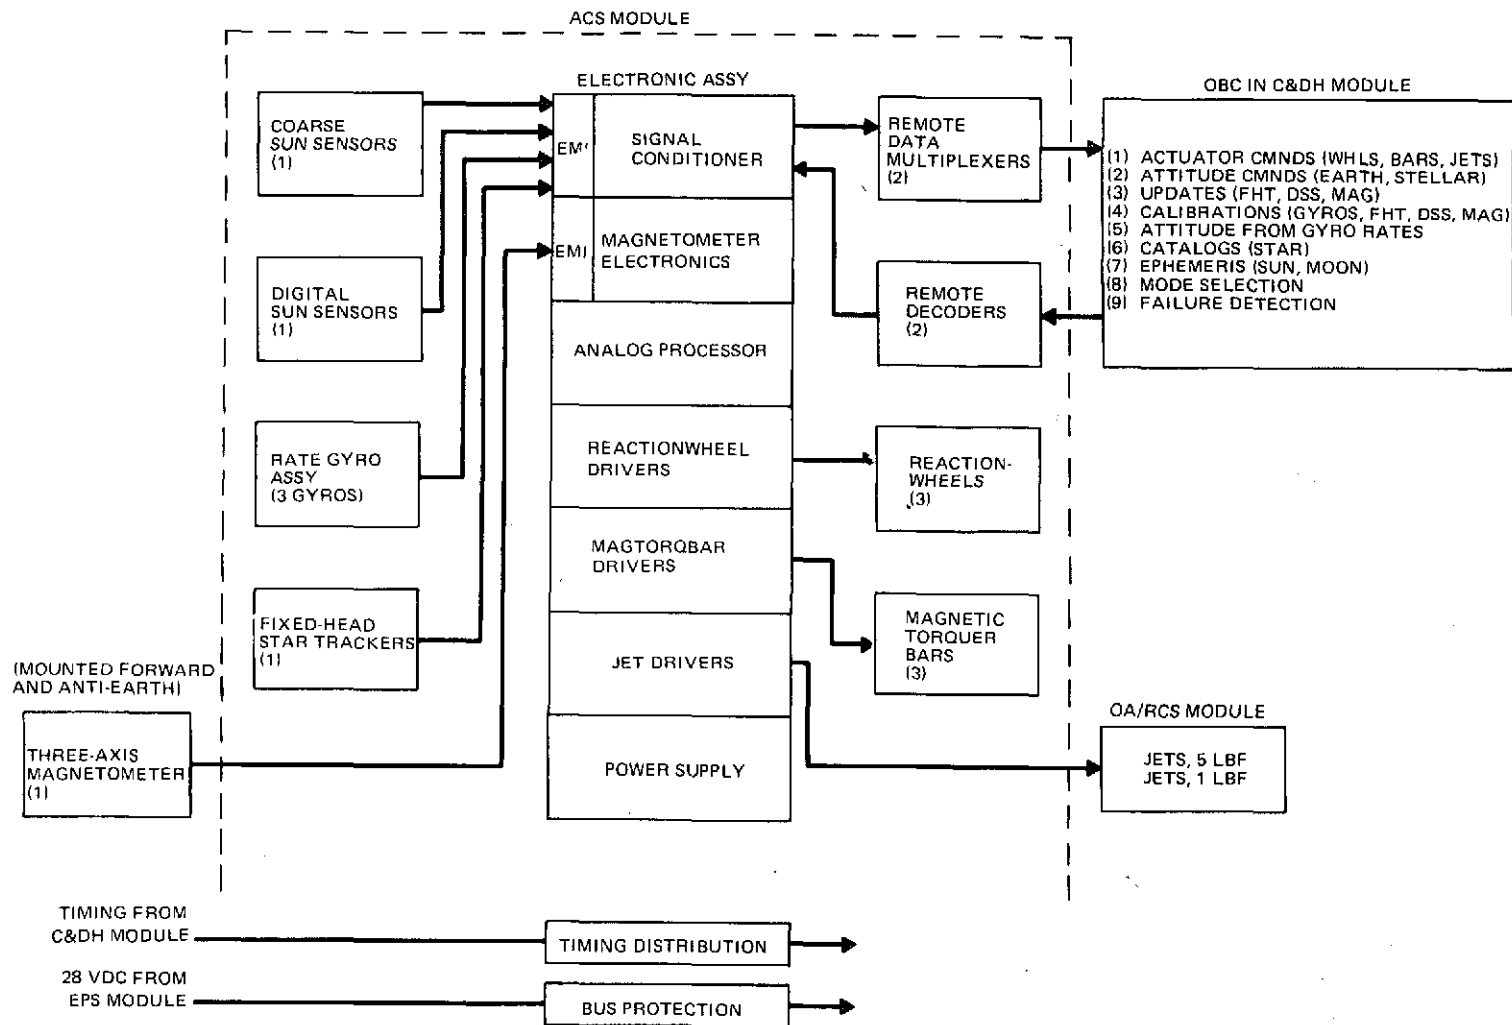 ACS MODULE
ELECTRONIC ASSY
OBC IN C&DH MODULE
COARSE
SUN SENSORS
(1)
DIGITAL
SUN SENSORS
(1)
RATE GYRO
ASSY
(3 GYROS)
FIXED-HEAD
STAR TRACKERS
(1)
(MOUNTED FORWARD
AND ANTI-EARTH)
THREE-AXIS
MAGNETOMETER
(1)
EMI
SIGNAL
CONDITIONER
EMI
MAGNETOMETER
ELECTRONICS
ANALOG PROCESSOR
REACTIONWHEEL
DRIVERS
MAGTORQBAR
DRIVERS
JET DRIVERS
POWER SUPPLY
REMOTE
DATA
MULTIPLEXERS
(2)
REMOTE
DECODERS
(2)
REACTION-
WHEELS
(3)
MAGNETIC
TORQUER
BARS
(3)
(1) ACTUATOR CMNDS (WHLS, BARS, JETS)
(2) ATTITUDE CMNDS (EARTH, STELLAR)
(3) UPDATES (FHT, DSS, MAG)
(4) CALIBRATIONS (GYROS, FHT, DSS, MAG)
(5) ATTITUDE FROM GYRO RATES
(6) CATALOGS (STAR)
(7) EPHEMERIS (SUN, MOON)
(8) MODE SELECTION
(9) FAILURE DETECTION
OA/RCS MODULE
JETS, 5 LBF
JETS, 1 LBF
TIMING FROM
C&DH MODULE
TIMING DISTRIBUTION
28 VDC FROM
EPS MODULE
BUS PROTECTION